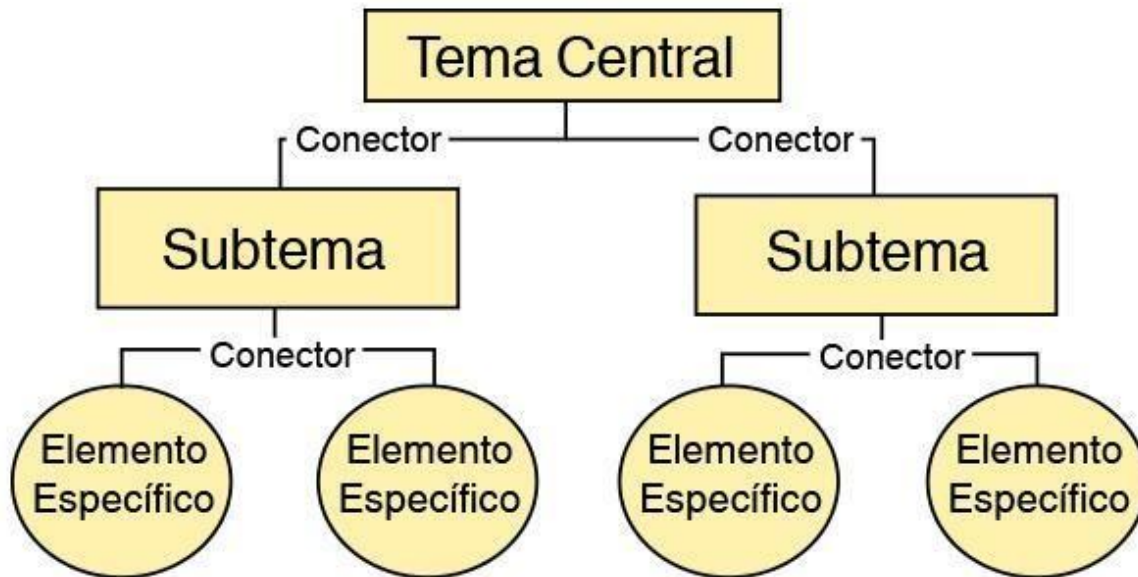 Tema Central
Conector Conector
Subtema Subtema
Conector Conector
Elemento Elemento Elemento Elemento
Específico Específico Específico Específico